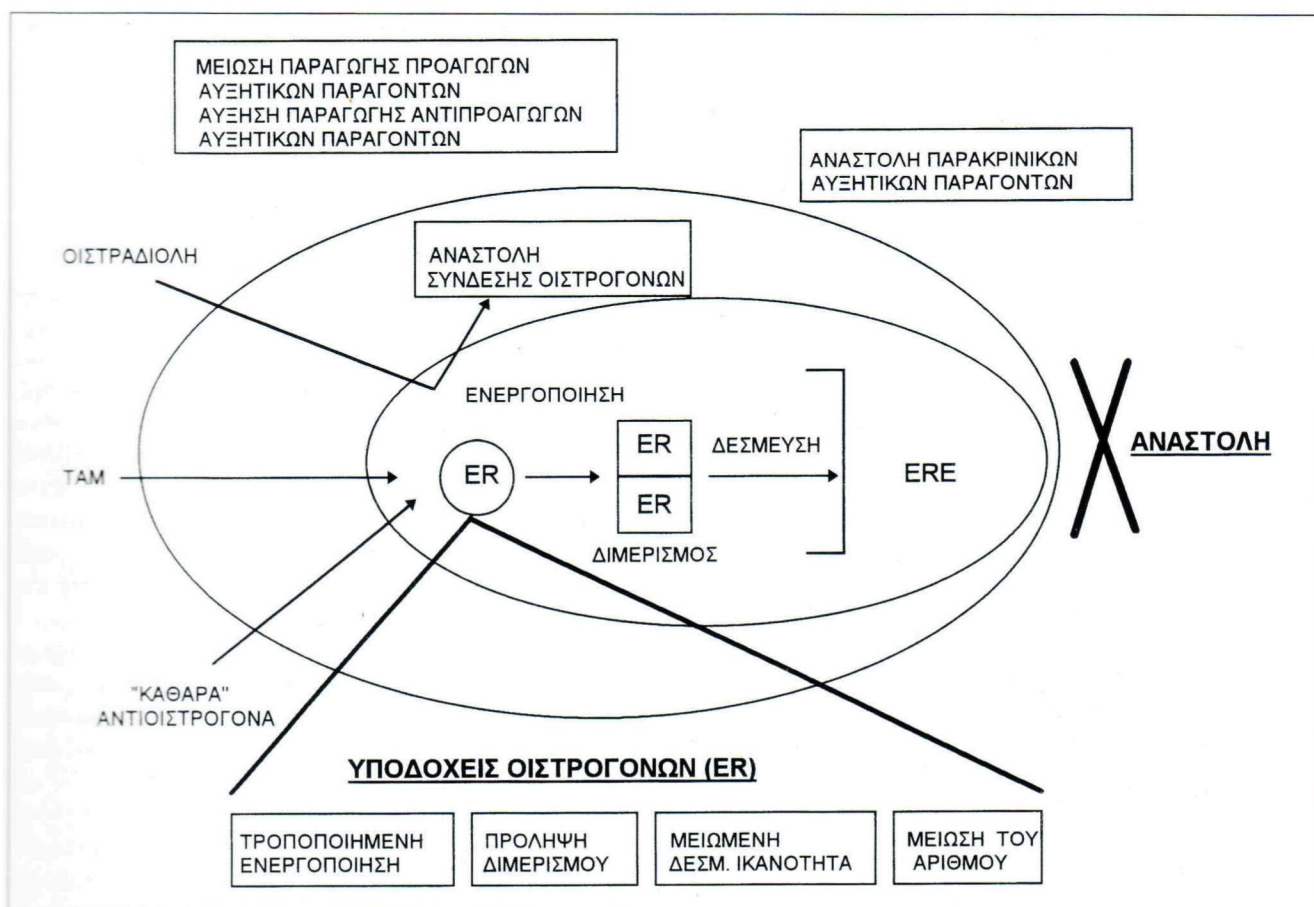 ΜΕΙΩΣΗ ΠΑΡΑΓΩΓΗΣ ΠΡΟΑΓΩΓΩΝ
ΑΥΞΗΤΙΚΩΝ ΠΑΡΑΓΟΝΤΩΝ
ΑΥΞΗΣΗ ΠΑΡΑΓΩΓΗΣ ΑΝΤΙΠΡΟΑΓΩΓΩΝ
ΑΥΞΗΤΙΚΩΝ ΠΑΡΑΓΟΝΤΩΝ
ΑΝΑΣΤΟΛΗ ΠΑΡΑΚΡΙΝΙΚΩΝ
ΑΥΞΗΤΙΚΩΝ ΠΑΡΑΓΟΝΤΩΝ
ΟΙΣΤΡΑΔΙΟΛΗ
ΑΝΑΣΤΟΛΗ
ΣΥΝΔΕΣΗΣ ΟΙΣΤΡΟΓΟΝΩΝ
ΕΝΕΡΓΟΠΟΙΗΣΗ
ΤΑΜ
ER
ER
ER
ΔΕΣΜΕΥΣΗ
ERE
ΑΝΑΣΤΟΛΗ
ΔΙΜΕΡΙΣΜΟΣ
"ΚΑΘΑΡΑ"
ΑΝΤΙΟΙΣΤΡΟΓΟΝΑ
ΥΠΟΔΟΧΕΙΣ ΟΙΣΤΡΟΓΟΝΩΝ (ER)
ΤΡΟΠΟΠΟΙΗΜΕΝΗ
ΕΝΕΡΓΟΠΟΙΗΣΗ
ΠΡΟΛΗΨΗ
ΔΙΜΕΡΙΣΜΟΥ
ΜΕΙΩΜΕΝΗ
ΔΕΣΜ. ΙΚΑΝΟΤΗΤΑ
ΜΕΙΩΣΗ ΤΟΥ
ΑΡΙΘΜΟΥ